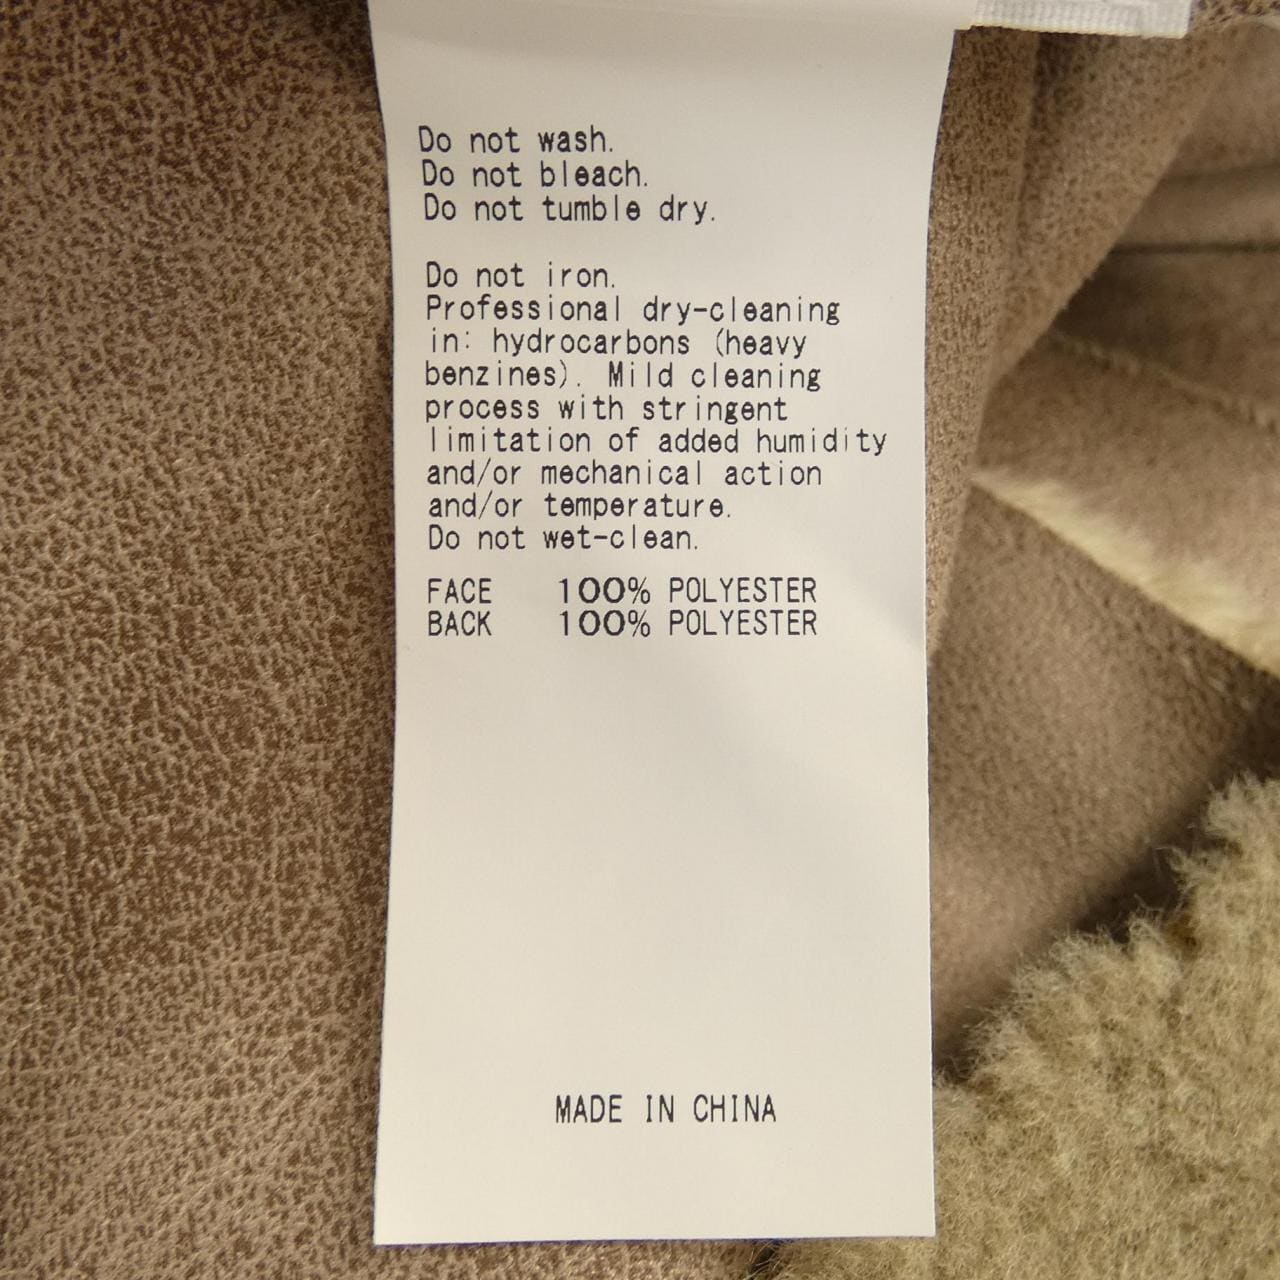 Do not wash.
Do not bleach.
Do not tumble dry.
Do not iron.
Professional dry-cleaning
in: hydrocarbons (heavy
benzines). Mild cleaning
process with stringent
limitation of added humidity
and/or mechanical action
and/or temperature.
Do not wet-clean.
FACE 100% POLYESTER
BACK 100% POLYESTER
MADE IN CHINA